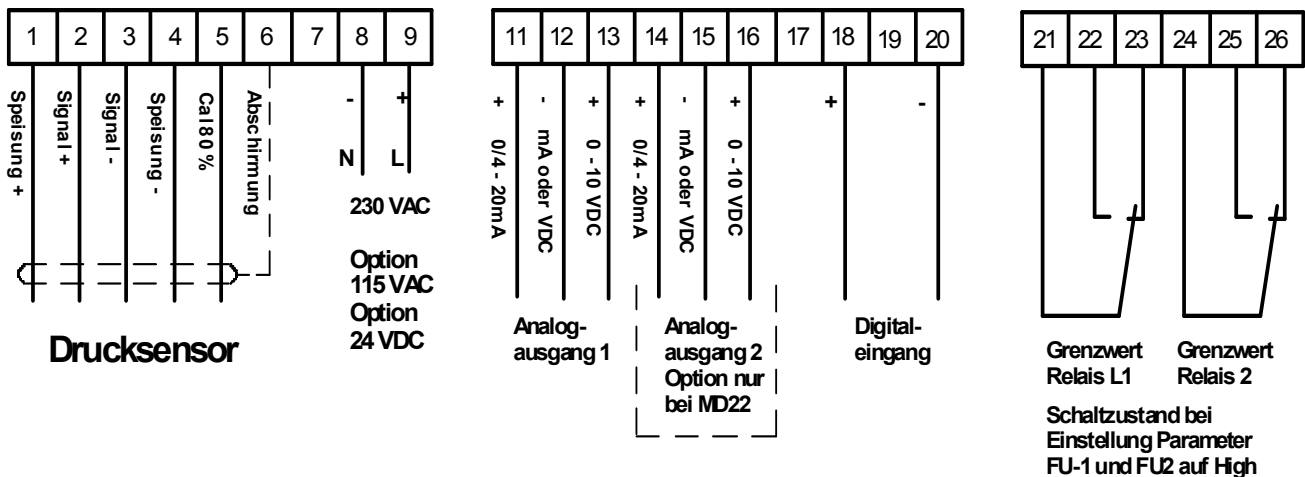 1 2 3 4 5 6 7 8 9
Speisung +
Signal +
Signal -
Speisung -
Cal 80 %
Abschirmung
- +
N L
230 VAC
Option
115 VAC
Option
24 VDC
Drucksensor
11 12 13 14 15 16 17 18 19 20
+ 0/4 - 20mA
- mA oder VDC
+ 0 -10 VDC
+ 0/4 - 20mA
- mA oder VDC
+ 0 -10 VDC
+ -
Analog-
ausgang 1
Analog-
ausgang 2
Option nur
bei MD22
Digital-
eingang
21 22 23 24 25 26
Grenzwert
Relais L1
Grenzwert
Relais 2
Schaltzustand bei
Einstellung Parameter
FU-1 und FU2 auf High